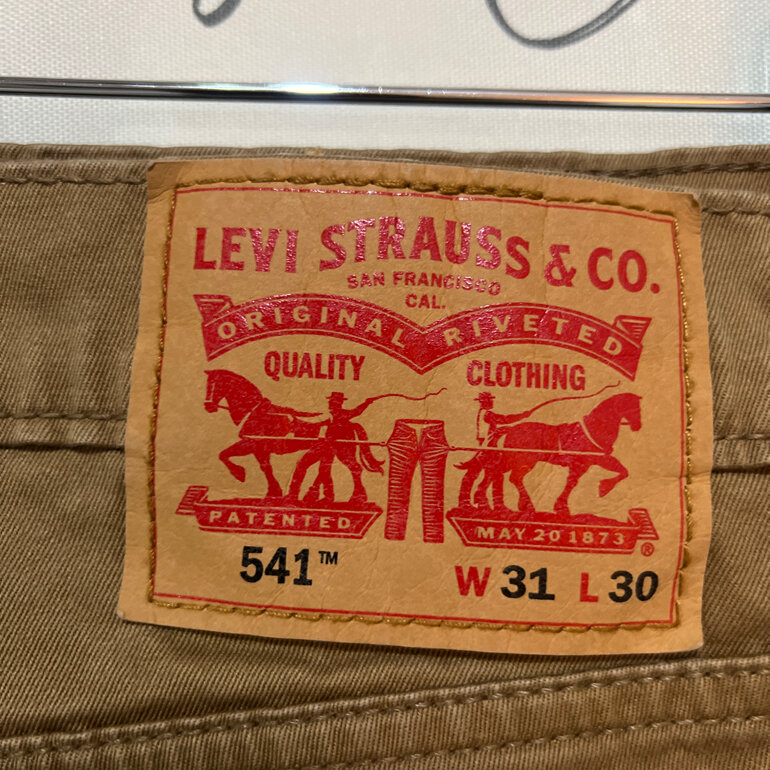 LEVI STRAUSS & CO.
SAN FRANCISCO
CAL.
ORIGINAL RIVETED
QUALITY CLOTHING
PATENTED MAY 20 1873 ®
541™ W 31 L 30